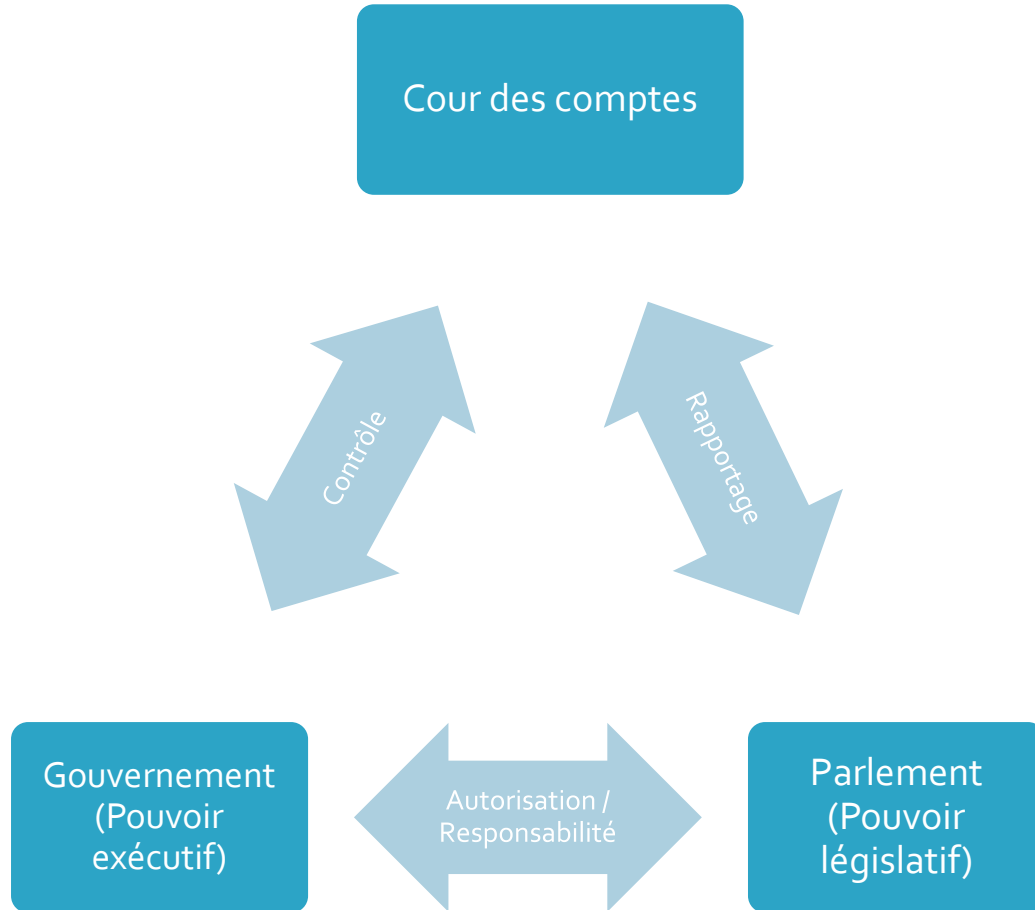 Cour des comptes
Contrôle
Rapportage
Gouvernement
(Pouvoir
exécutif)
Autorisation /
Responsabilité
Parlement
(Pouvoir
législatif)